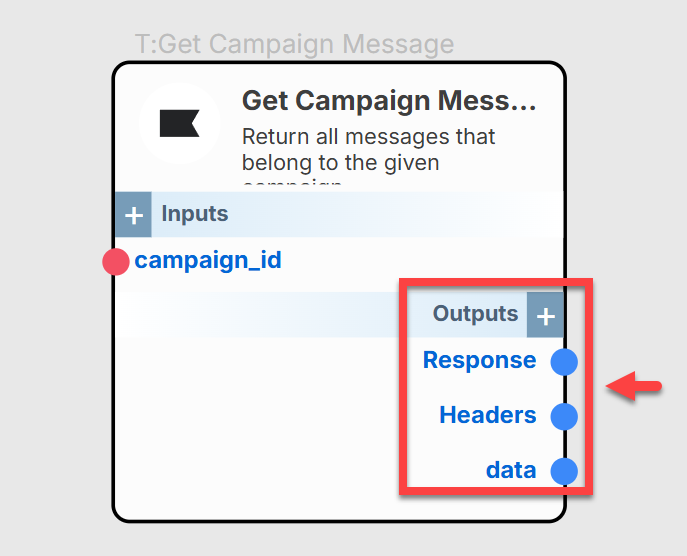 T:Get Campaign Message
Get Campaign Mess...
Return all messages that
belong to the given
+ Inputs
campaign_id
Outputs +
Response
Headers
data